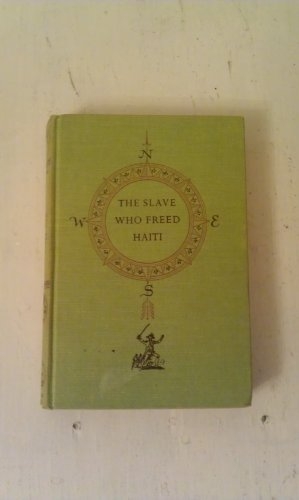 N
THE SLAVE
W WHO FREED E
HAITI
S